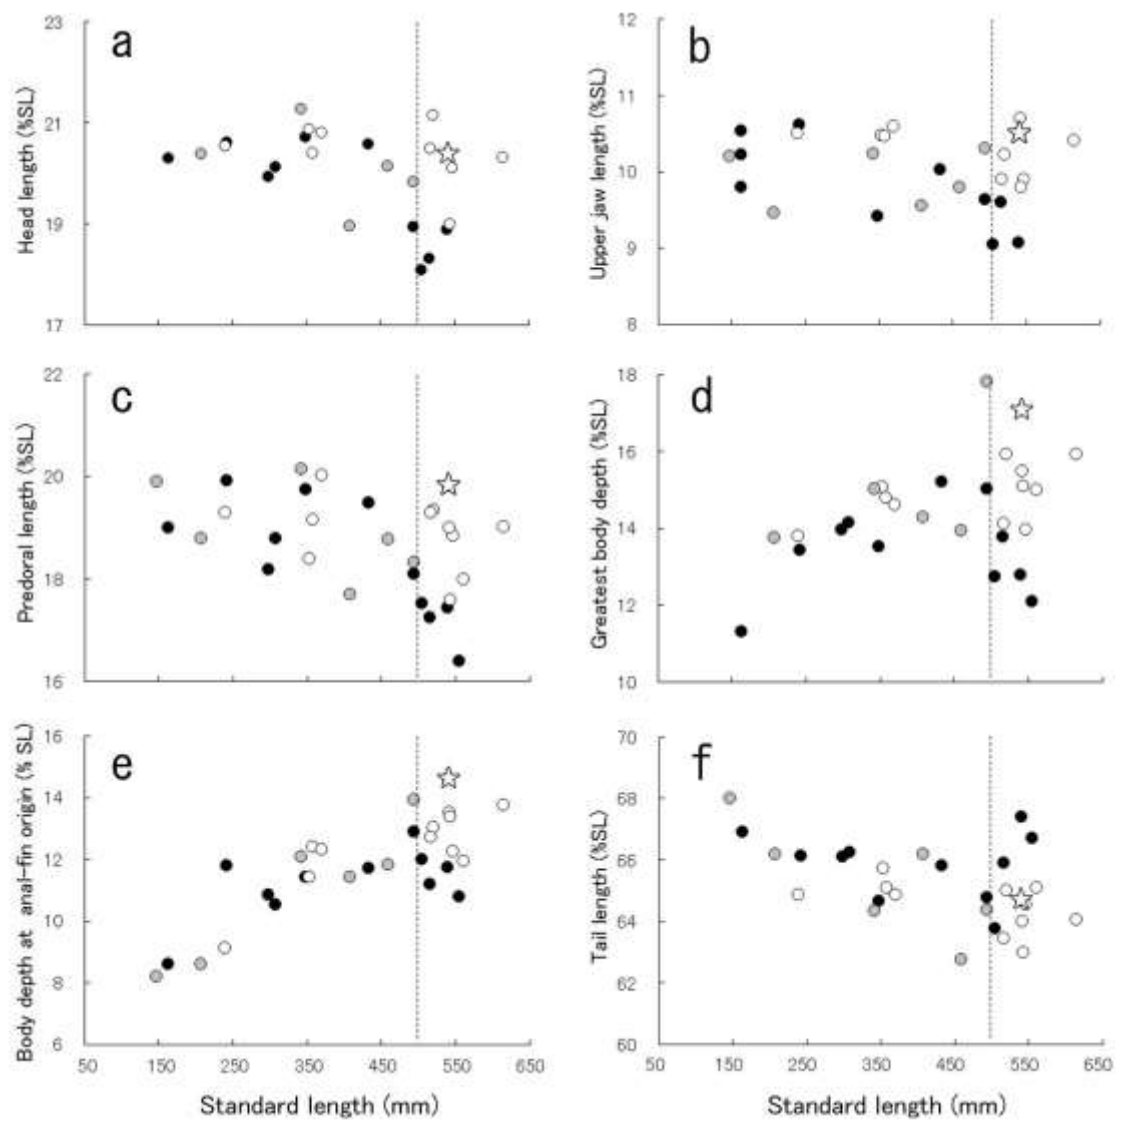 a
Head length (%SL)
23
21
19
17
b
Upper jaw length (%SL)
12
11
10
9
8
c
Predoral length (%SL)
22
20
18
16
d
Greatest body depth (%SL)
18
16
14
12
10
e
Body depth at anal-fin origin (% SL)
16
14
12
10
8
6
50 150 250 350 450 550 650
Standard length (mm)
f
Tail length (%SL)
70
68
66
64
62
60
50 150 250 350 450 550 650
Standard length (mm)